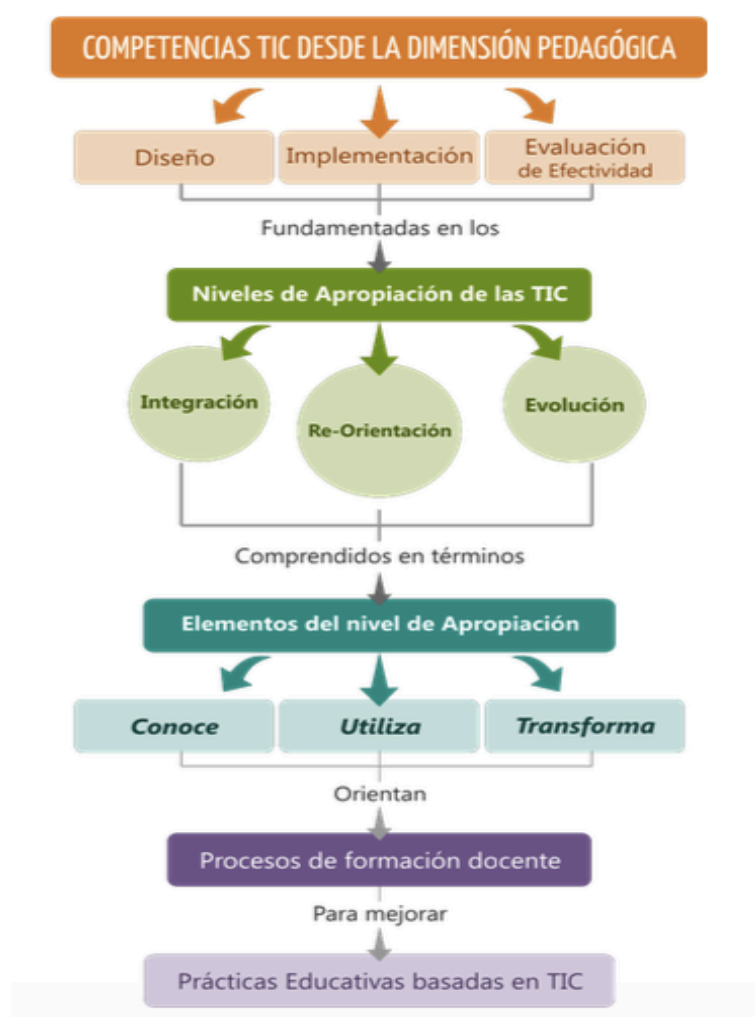 COMPETENCIAS TIC DESDE LA DIMENSIÓN PEDAGÓGICA
Diseño
Implementación
Evaluación
de Efectividad
Fundamentadas en los
Niveles de Apropiación de las TIC
Integración
Re-Orientación
Evolución
Comprendidos en términos
Elementos del nivel de Apropiación
Conoce
Utiliza
Transforma
Orientan
Procesos de formación docente
Para mejorar
Prácticas Educativas basadas en TIC